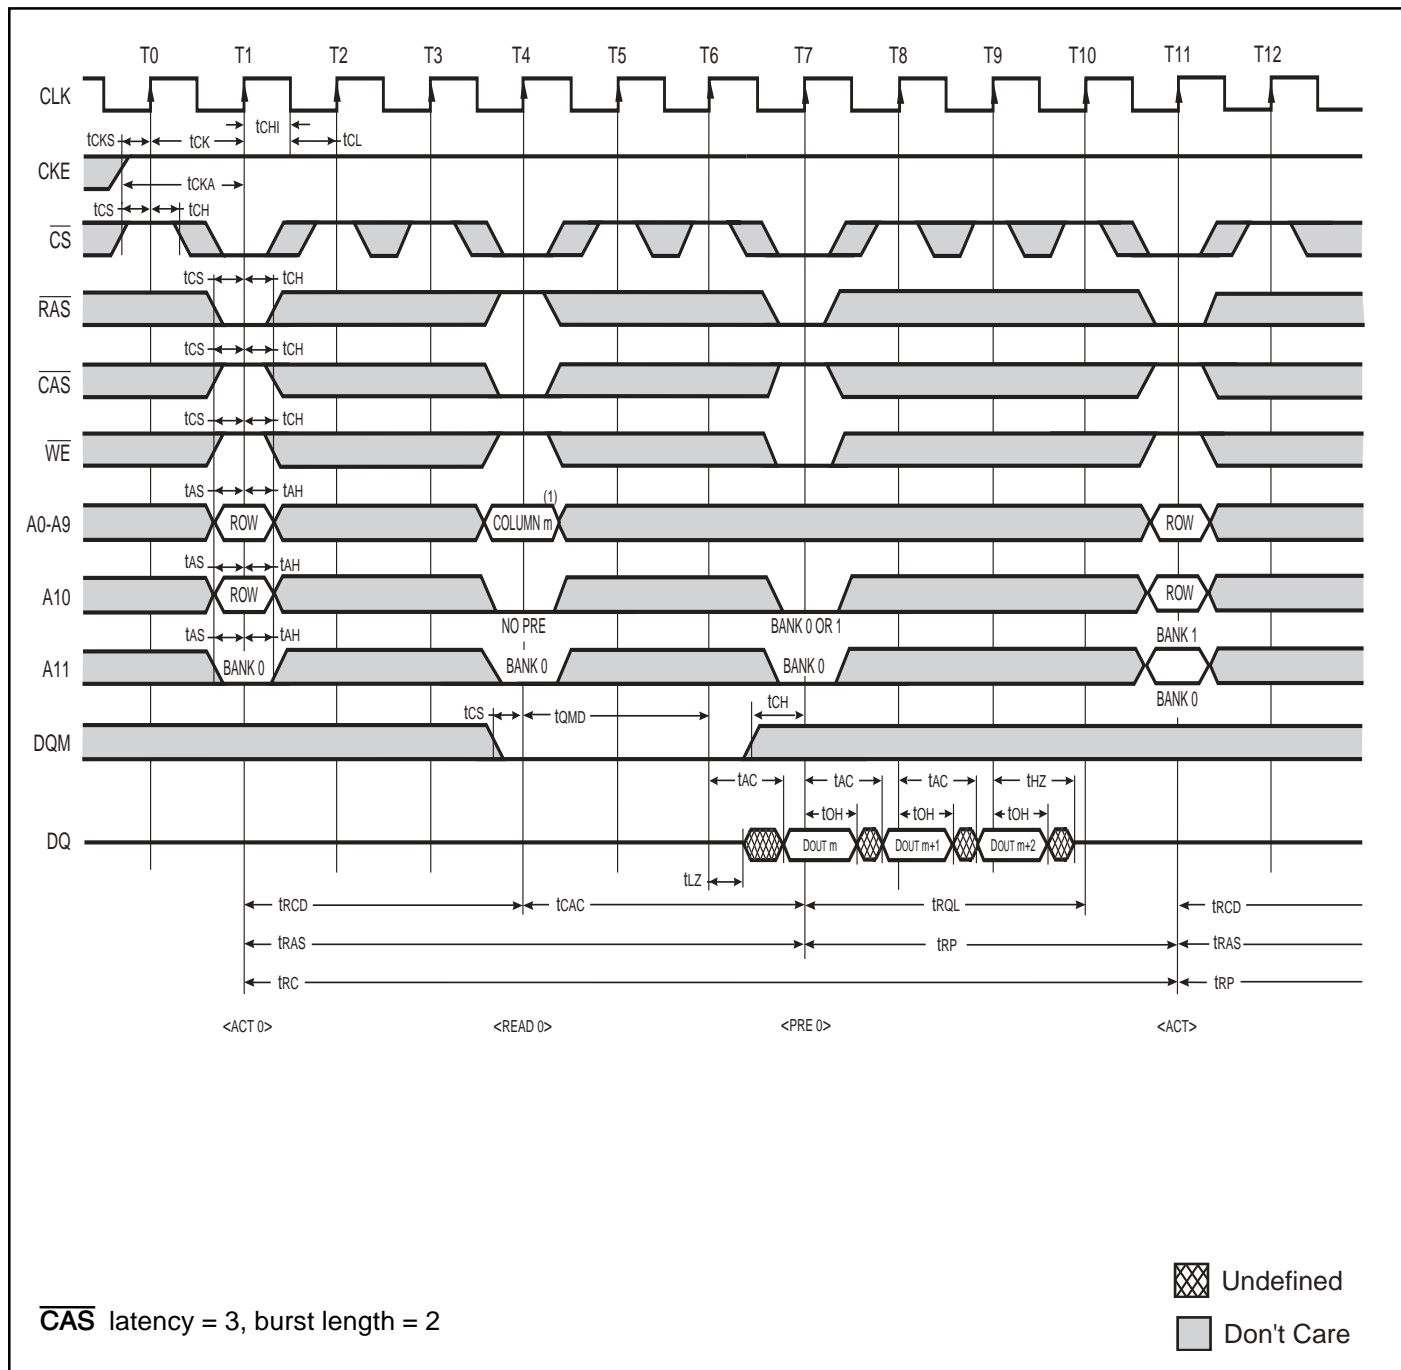 T0 T1 T2 T3 T4 T5 T6 T7 T8 T9 T10 T11 T12
CLK
tCHI
tCKS tCK tCL
CKE
tCKA
tCS tCH
CS
tCS tCH
RAS
tCS tCH
CAS
tCS tCH
WE
tAS tAH
(1)
A0-A9 ROW COLUMN m ROW
tAS tAH
A10 ROW ROW
NO PRE BANK 0 OR 1 BANK 1
tAS tAH
A11 BANK 0 BANK 0 BANK 0
BANK 0
tCS tQMD tCH
DQM
tAC tAC tAC tHZ
tOH tOH tOH
DQ DOUT m DOUT m+1 DOUT m+2
tLZ
tRCD tCAC tRQL tRCD
tRAS tRP tRAS
tRC tRP
<ACT 0> <READ 0> <PRE 0> <ACT>
Undefined
CAS latency = 3, burst length = 2
Don't Care